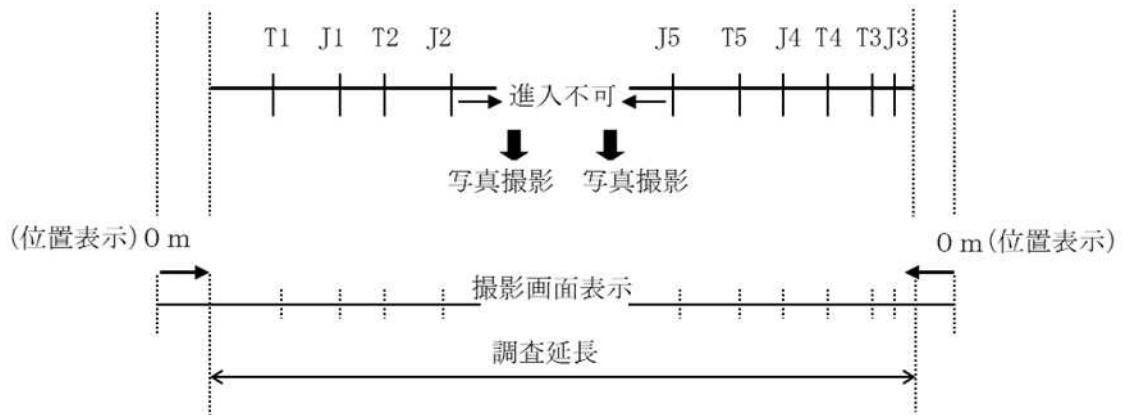 T1 J1 T2 J2 J5 T5 J4 T4 T3 J3
進入不可
写真撮影 写真撮影
(位置表示)0 m 0 m(位置表示)
撮影画面表示
調査延長